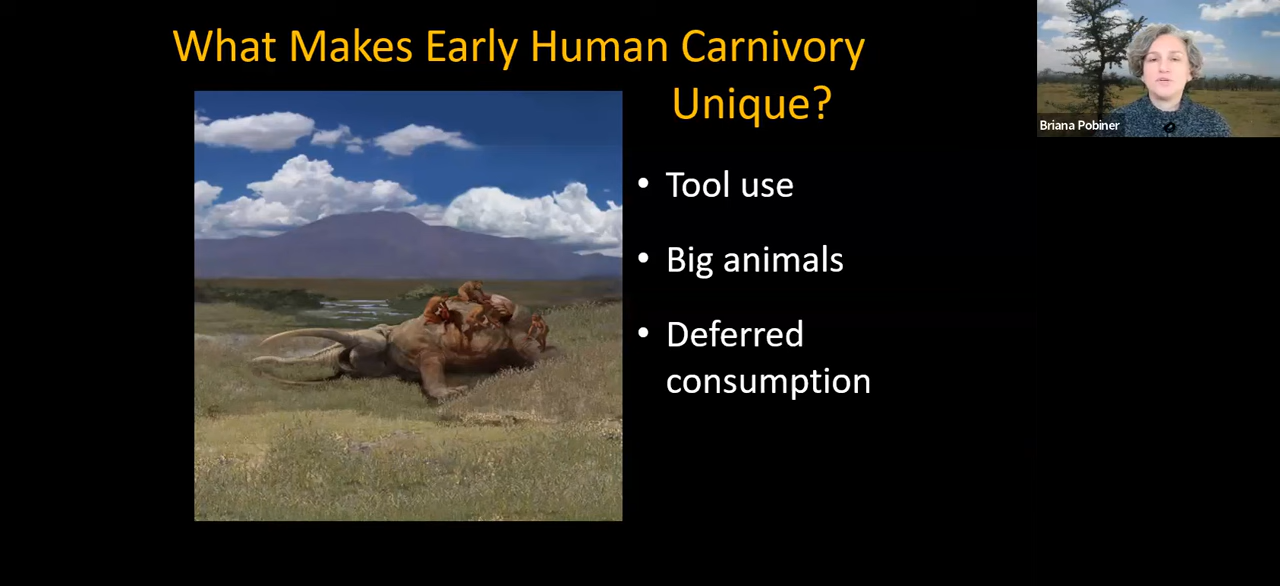 What Makes Early Human Carnivory
Unique?
Briana Pobiner
• Tool use
• Big animals
• Deferred
consumption